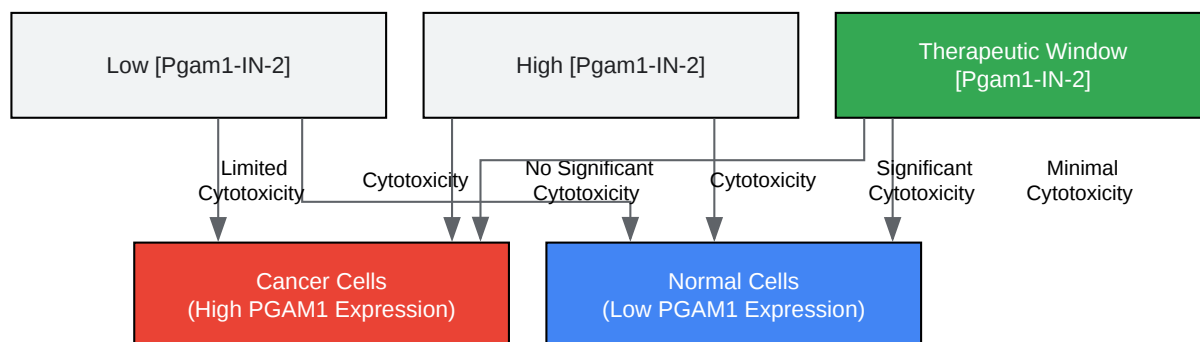 Low [Pgam1-IN-2]
High [Pgam1-IN-2]
Therapeutic Window
[Pgam1-IN-2]
Limited
Cytotoxicity
Cytotoxicity
No Significant
Cytotoxicity
Cytotoxicity
Significant
Cytotoxicity
Minimal
Cytotoxicity
Cancer Cells
(High PGAM1 Expression)
Normal Cells
(Low PGAM1 Expression)